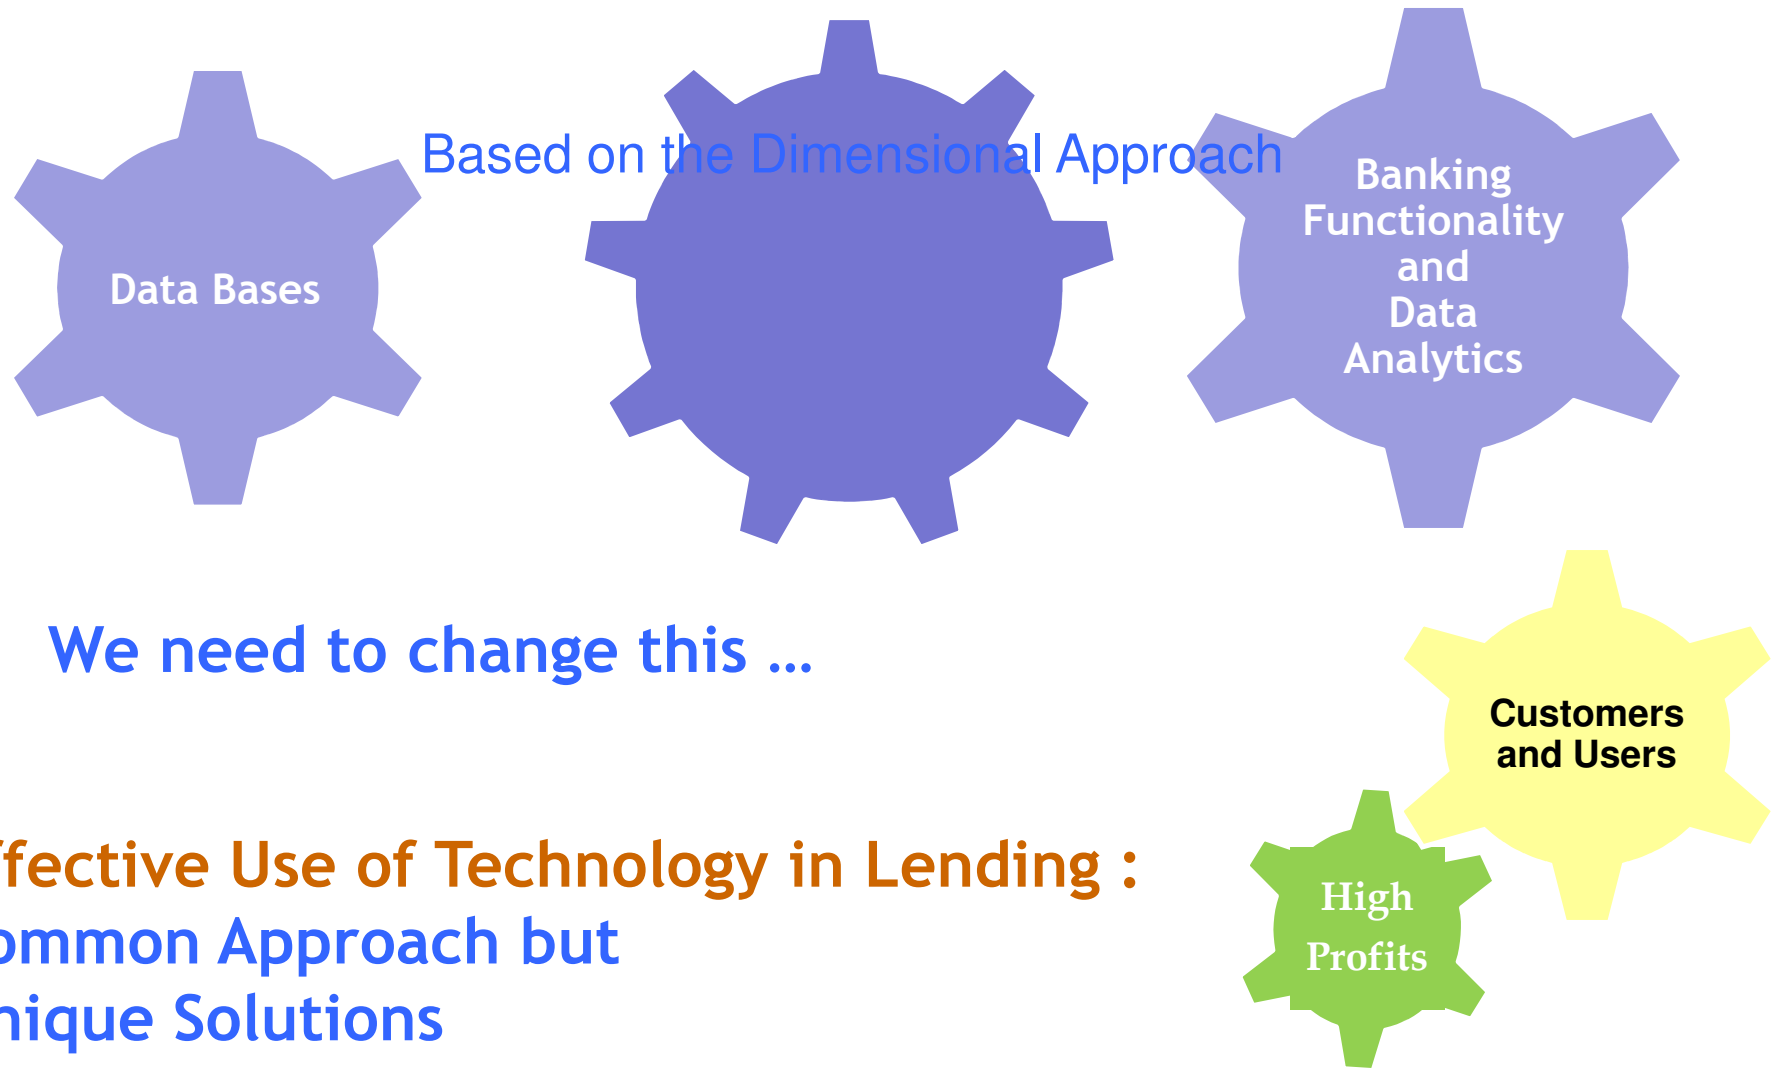 Based on the Dimensional Approach
Data Bases
Banking
Functionality
and
Data
Analytics
We need to change this ...
Customers
and Users
ffective Use of Technology in Lending :
ommon Approach but
nique Solutions
High
Profits